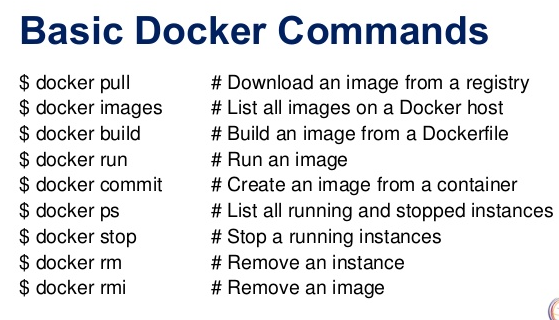 Basic Docker Commands
$ docker pull # Download an image from a registry
$ docker images # List all images on a Docker host
$ docker build # Build an image from a Dockerfile
$ docker run # Run an image
$ docker commit # Create an image from a container
$ docker ps # List all running and stopped instances
$ docker stop # Stop a running instances
$ docker rm # Remove an instance
$ docker rmi # Remove an image